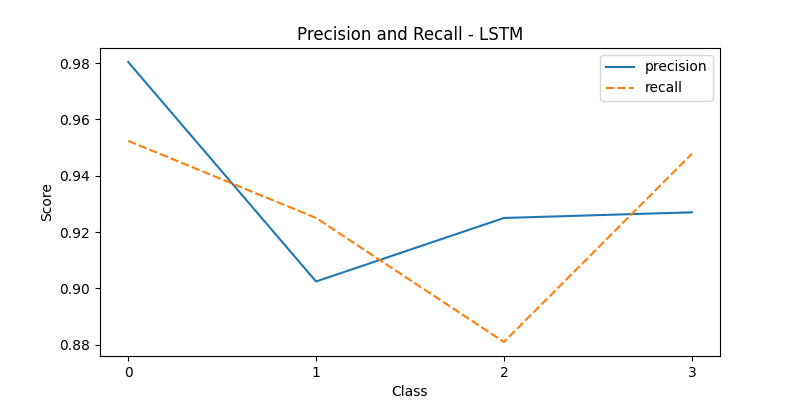 Precision and Recall - LSTM
precision
recall
0.98
0.96
0.94
0.92
0.90
0.88
Score
0 1 2 3
Class